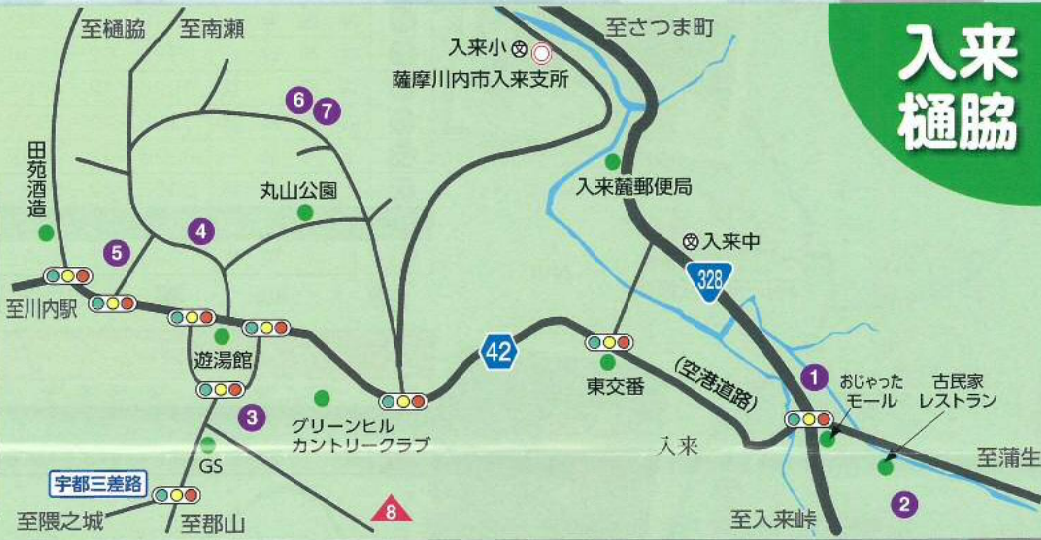 入来
樋脇
至樋脇
至南瀬
至さつま町
入来小
薩摩川内市入来支所
6
7
田苑酒造
丸山公園
入来麓郵便局
入来中
5
4
328
至川内駅
遊湯館
42
東交番
(空港道路)
1
おじゃった
モール
古民家
レストラン
3
グリーンヒル
カントリークラブ
入来
至蒲生
GS
宇都三差路
8
2
至隈之城
至郡山
至入来峠